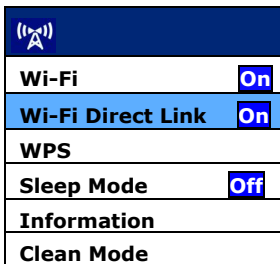 Wi-Fi On
Wi-Fi Direct Link On
WPS
Sleep Mode Off
Information
Clean Mode